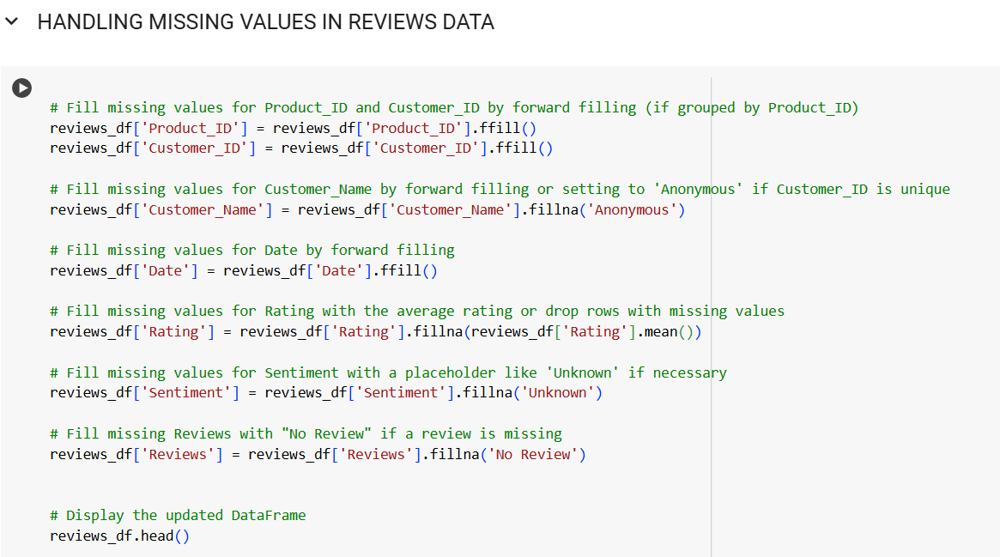 HANDLING MISSING VALUES IN REVIEWS DATA
# Fill missing values for Product_ID and Customer_ID by forward filling (if grouped by Product_ID)
reviews_df['Product_ID'] = reviews_df['Product_ID'].ffill()
reviews_df['Customer_ID'] = reviews_df['Customer_ID'].ffill()
# Fill missing values for Customer_Name by forward filling or setting to 'Anonymous' if Customer_ID is unique
reviews_df['Customer_Name'] = reviews_df['Customer_Name'].fillna('Anonymous')
# Fill missing values for Date by forward filling
reviews_df['Date'] = reviews_df['Date'].ffill()
# Fill missing values for Rating with the average rating or drop rows with missing values
reviews_df['Rating'] = reviews_df['Rating'].fillna(reviews_df['Rating'].mean())
# Fill missing values for Sentiment with a placeholder like 'Unknown' if necessary
reviews_df['Sentiment'] = reviews_df['Sentiment'].fillna('Unknown')
# Fill missing Reviews with "No Review" if a review is missing
reviews_df['Reviews'] = reviews_df['Reviews'].fillna('No Review')
# Display the updated DataFrame
reviews_df.head()